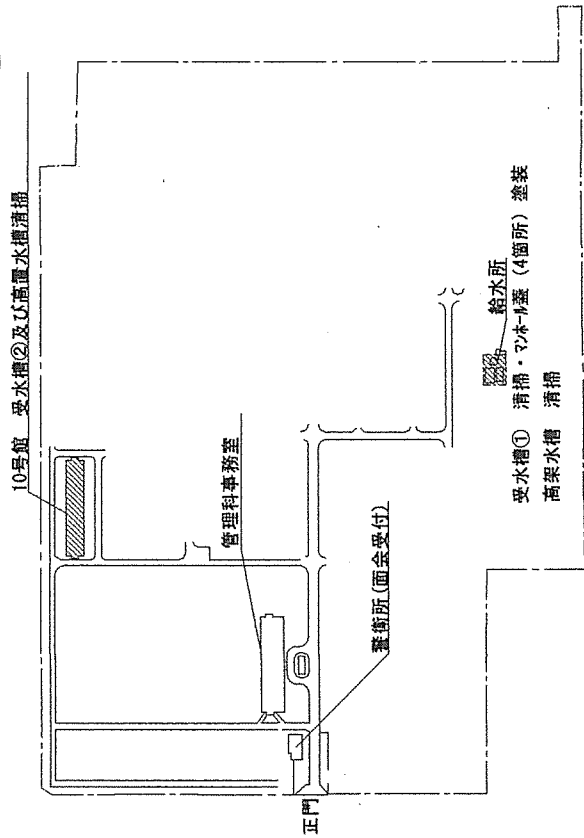 10号館 受水槽②及び高置水槽清掃
管理科事務室
警衛所(面会受付)
正門
給水所
受水槽① 清掃・マンホール蓋 (4箇所) 塗装
高架水槽 清掃